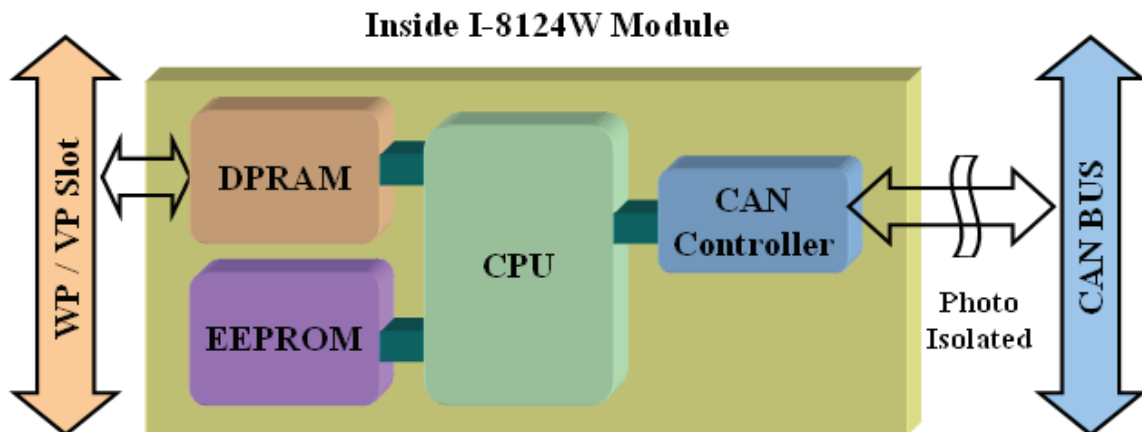 Inside I-8124W Module
WP / VP Slot
DPRAM
EEPROM
CPU
CAN
Controller
Photo
Isolated
CAN BUS